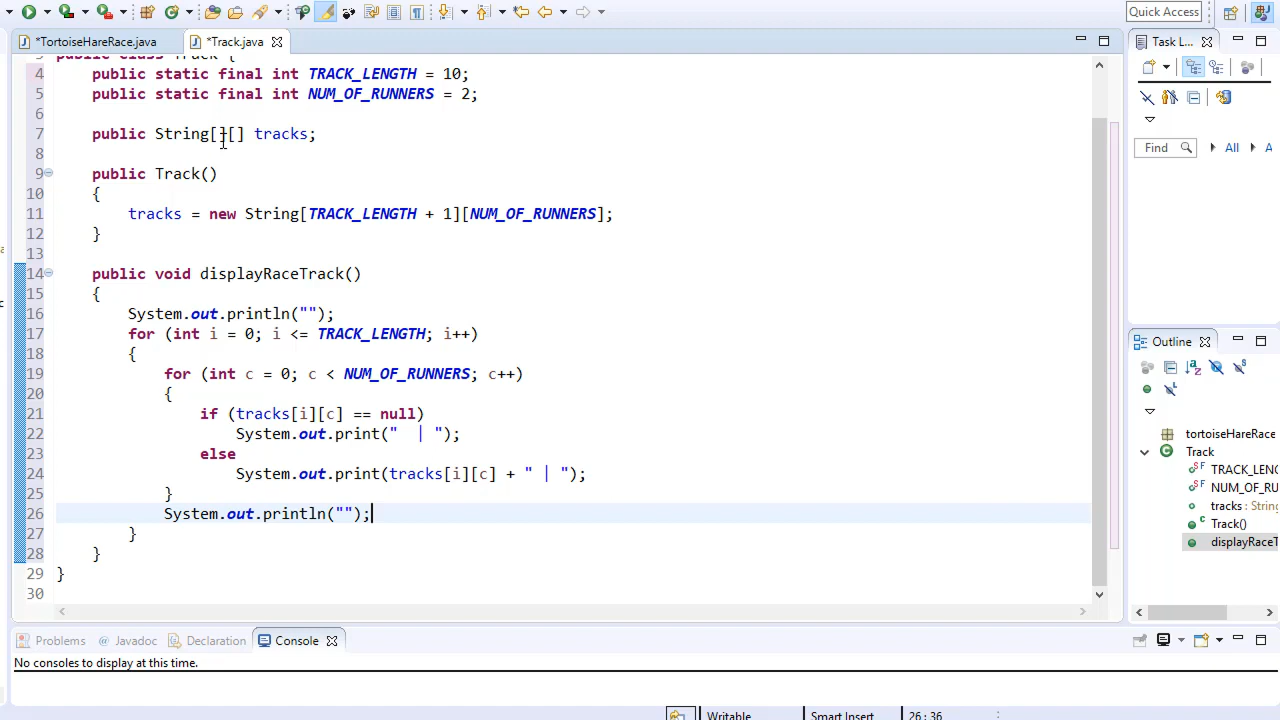 Quick Access
*TortoiseHareRace.java
*Track.java
Task L...
public class Track {
4 public static final int TRACK_LENGTH = 10;
5 public static final int NUM_OF_RUNNERS = 2;
6
7 public String[][] tracks;
8
9 public Track()
10 {
11 tracks = new String[TRACK_LENGTH + 1][NUM_OF_RUNNERS];
12 }
13
14 public void displayRaceTrack()
15 {
16 System.out.println("");
17 for (int i = 0; i <= TRACK_LENGTH; i++)
18 {
19 for (int c = 0; c < NUM_OF_RUNNERS; c++)
20 {
21 if (tracks[i][c] == null)
22 System.out.print("  | ");
23 else
24 System.out.print(tracks[i][c] + " | ");
25 }
26 System.out.println("");
27 }
28 }
29 }
30
Find
All
A
Outline
tortoiseHareRace
Track
TRACK_LENG
NUM_OF_RU
tracks : String
Track()
displayRaceT
Problems
@ Javadoc
Declaration
Console
No consoles to display at this time.
Writable
Smart Insert
26 : 36